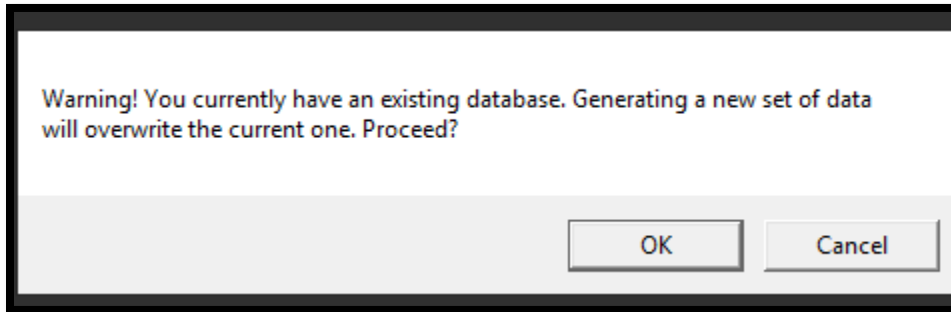 Warning! You currently have an existing database. Generating a new set of data
will overwrite the current one. Proceed?
OK
Cancel